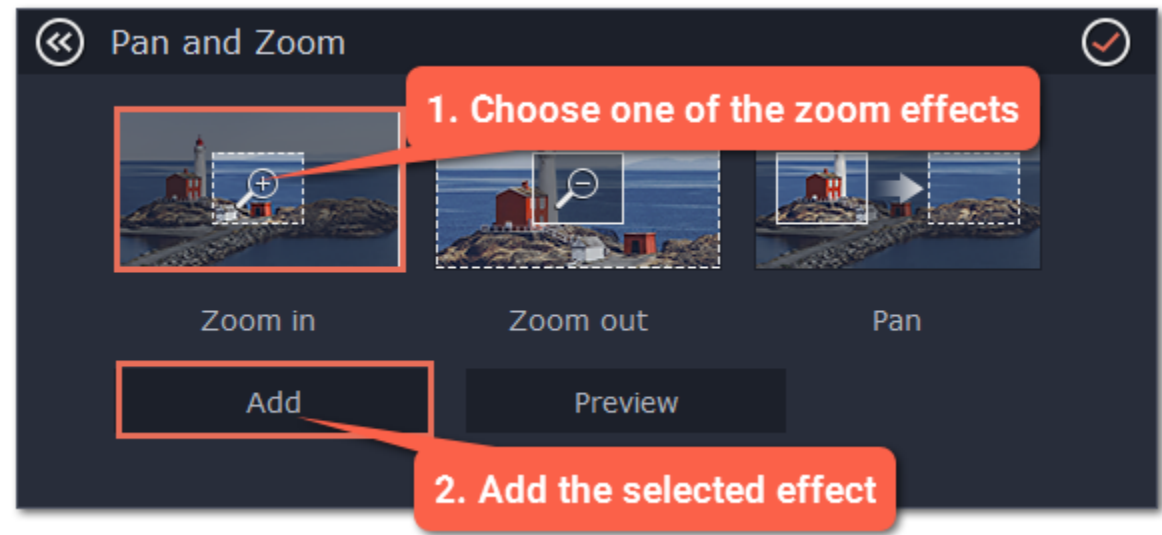 Pan and Zoom
1. Choose one of the zoom effects
Zoom in
Zoom out
Pan
Add
Preview
2. Add the selected effect